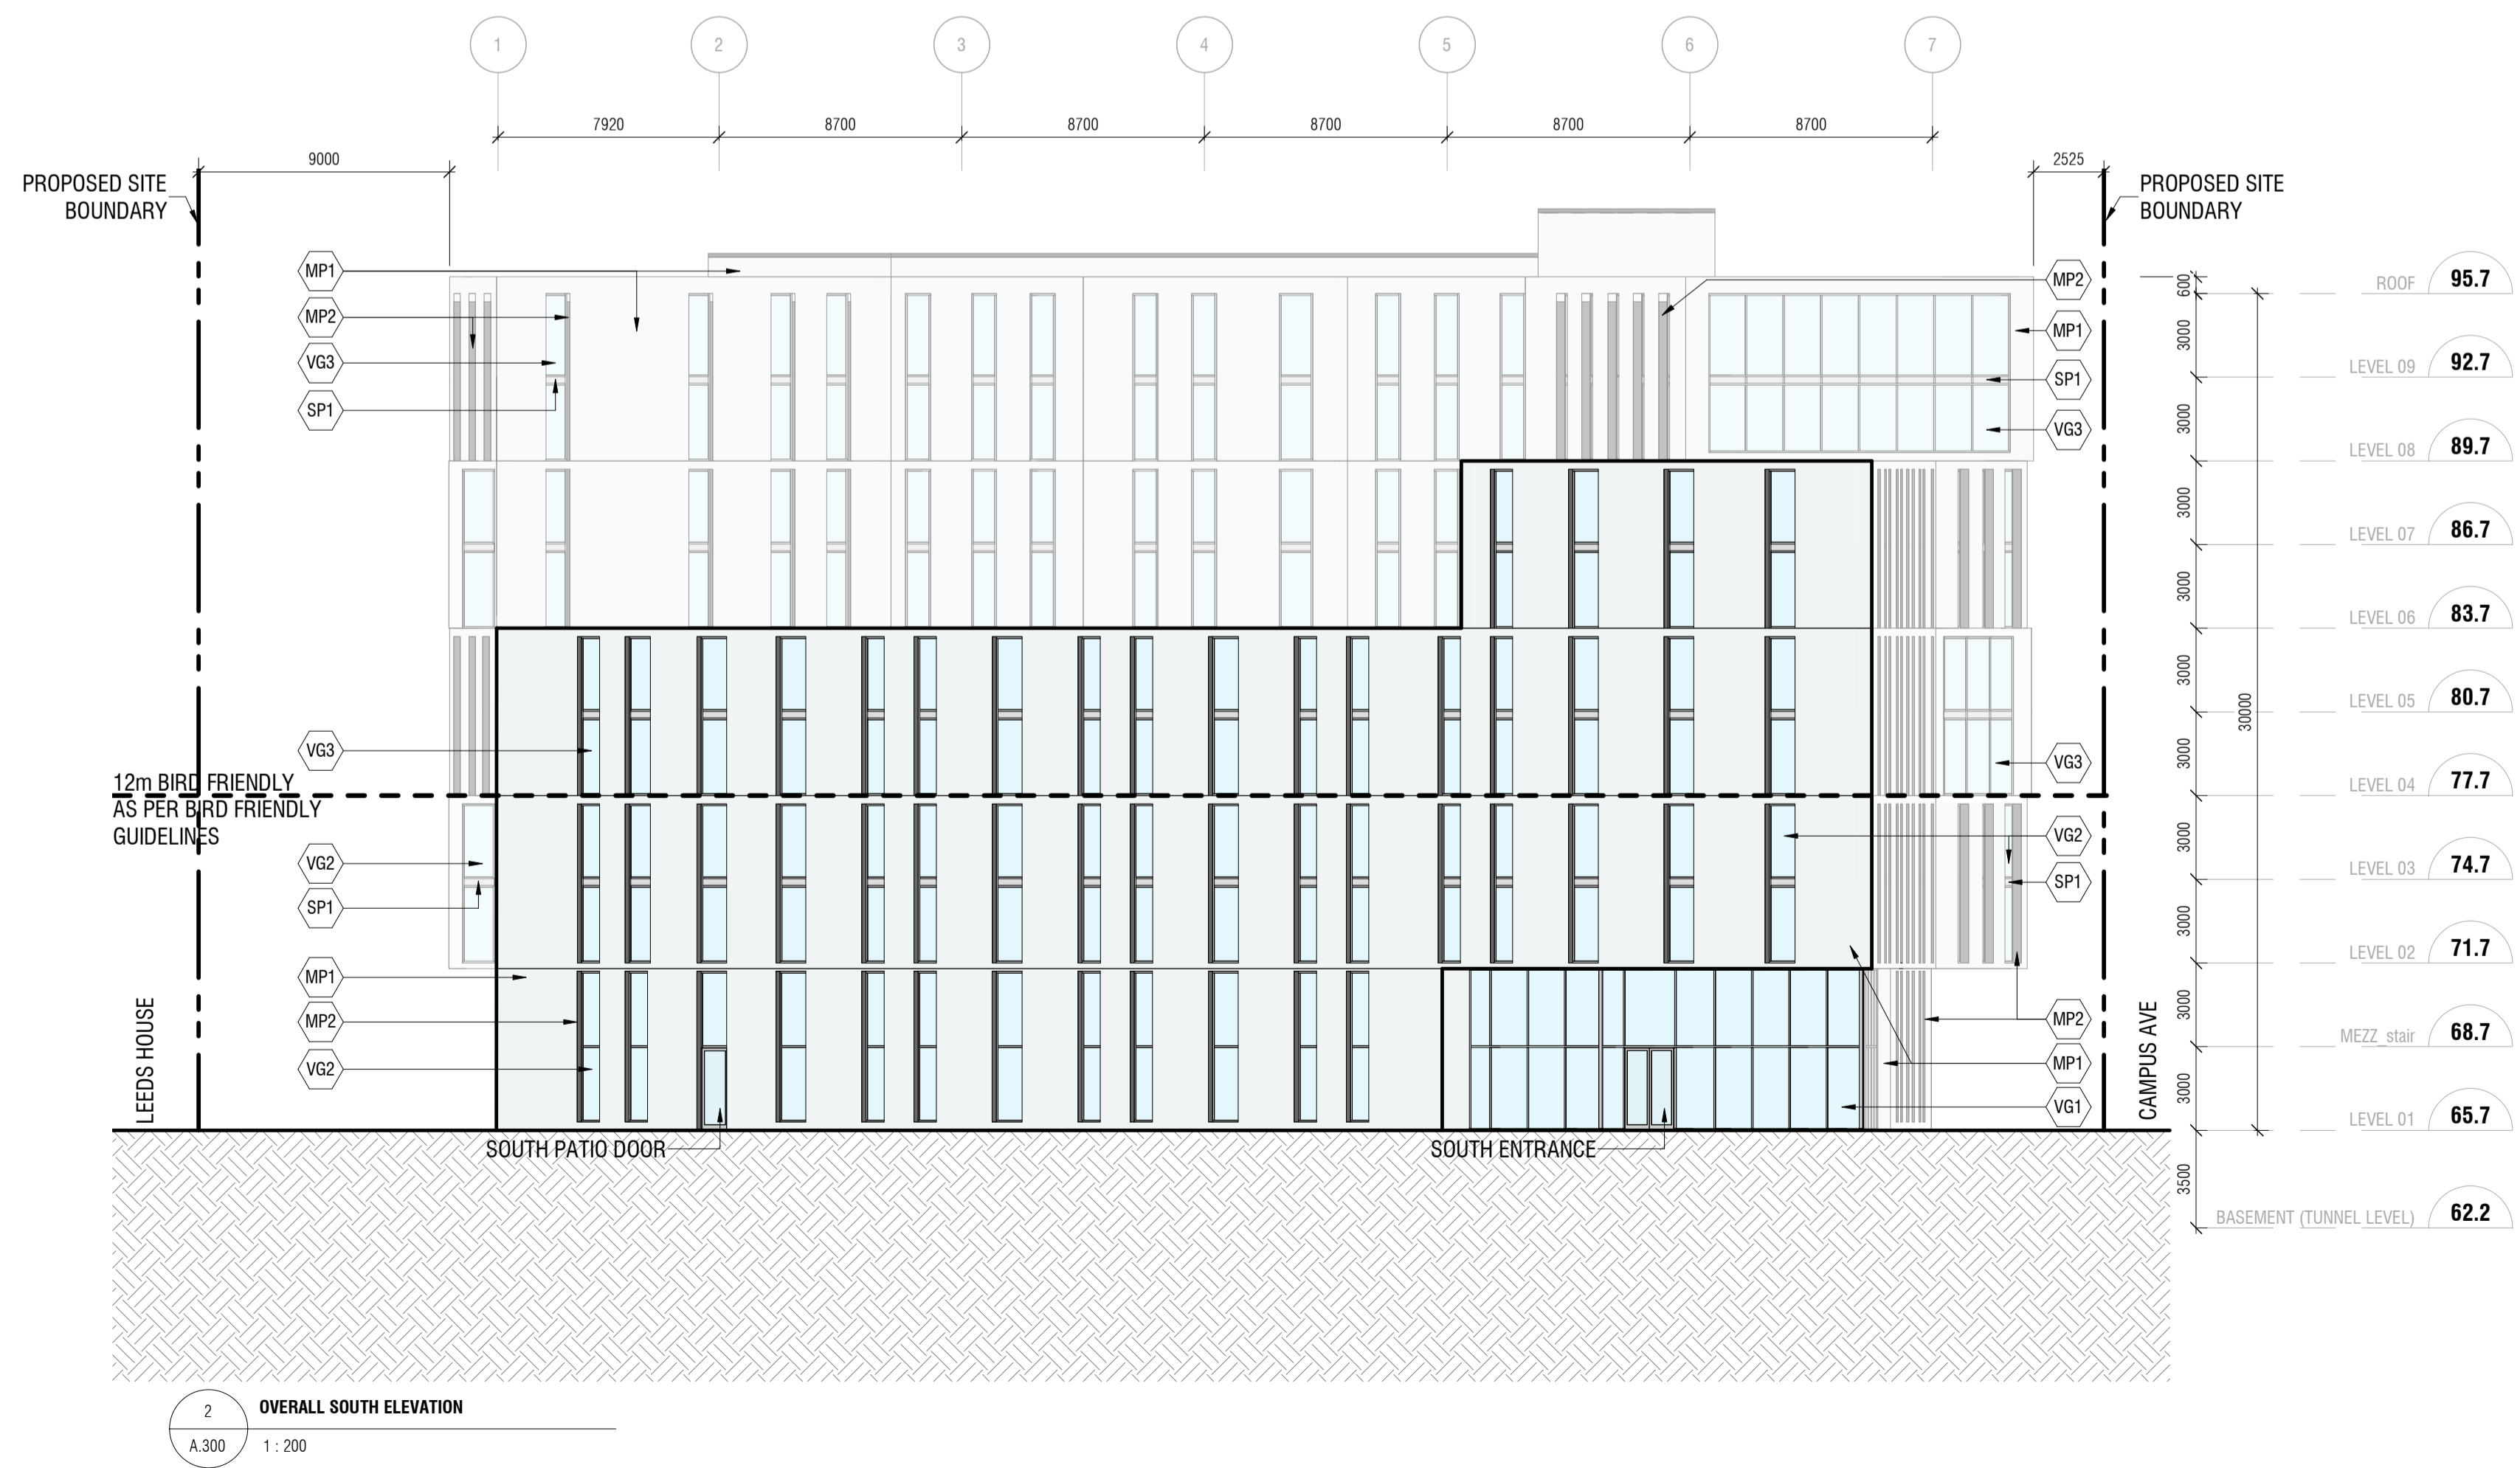 1
2
3
4
5
6
7
7920
8700
8700
8700
8700
8700
9000
2525
PROPOSED SITE
BOUNDARY
PROPOSED SITE
BOUNDARY
MP1
MP2
VG3
SP1
MP2
MP1
SP1
VG3
VG3
12m BIRD FRIENDLY
AS PER BIRD FRIENDLY
GUIDELINES
VG3
VG2
SP1
VG2
SP1
MP1
MP2
VG2
MP2
MP1
VG1
LEEDS HOUSE
CAMPUS AVE
SOUTH PATIO DOOR
SOUTH ENTRANCE
600
3000
3000
3000
3000
3000
3000
3000
3000
3000
3000
3500
30000
ROOF 95.7
LEVEL 09 92.7
LEVEL 08 89.7
LEVEL 07 86.7
LEVEL 06 83.7
LEVEL 05 80.7
LEVEL 04 77.7
LEVEL 03 74.7
LEVEL 02 71.7
MEZZ_stair 68.7
LEVEL 01 65.7
BASEMENT (TUNNEL LEVEL) 62.2
2
OVERALL SOUTH ELEVATION
A.300
1 : 200